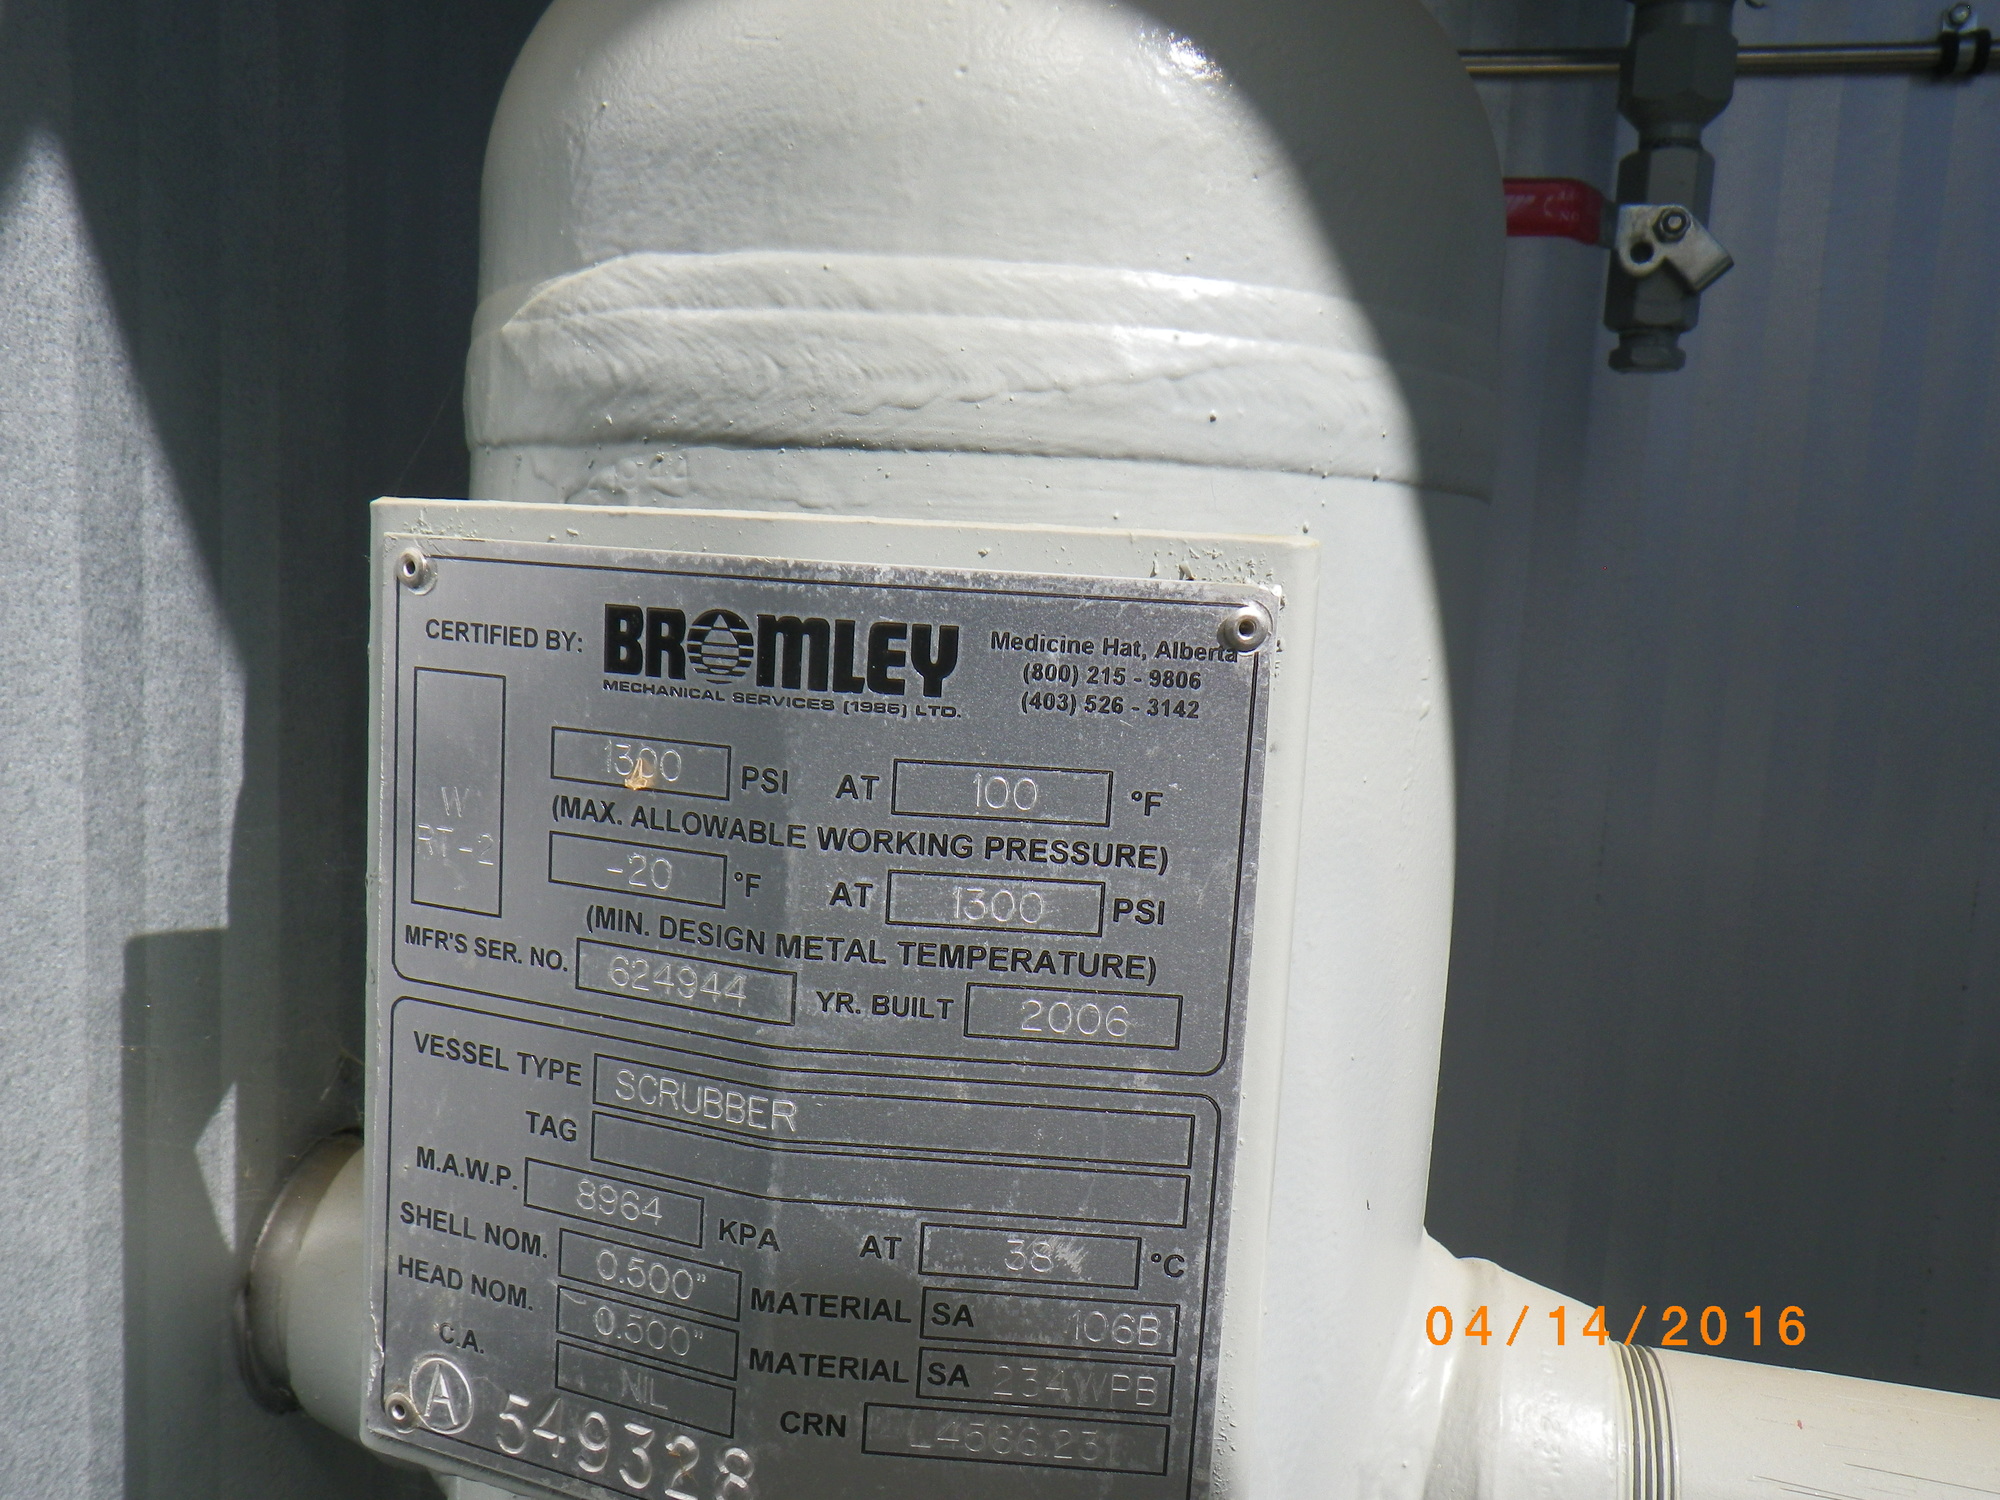 CERTIFIED BY: BROMLEY Medicine Hat, Alberta
MECHANICAL SERVICES (1985) LTD. (800) 215 - 9806
(403) 526 - 3142
1300 PSI AT 100 °F
(MAX. ALLOWABLE WORKING PRESSURE)
W
RT-2
-20 °F AT 1300 PSI
(MIN. DESIGN METAL TEMPERATURE)
MFR'S SER. NO. 624944 YR. BUILT 2006
VESSEL TYPE SCRUBBER
TAG
M.A.W.P. 8964 KPA AT 38 °C
SHELL NOM. 0.500" MATERIAL SA 106B
HEAD NOM. 0.500" MATERIAL SA 234WPB
C.A. NIL CRN L4566.231
A 549328
04/14/2016